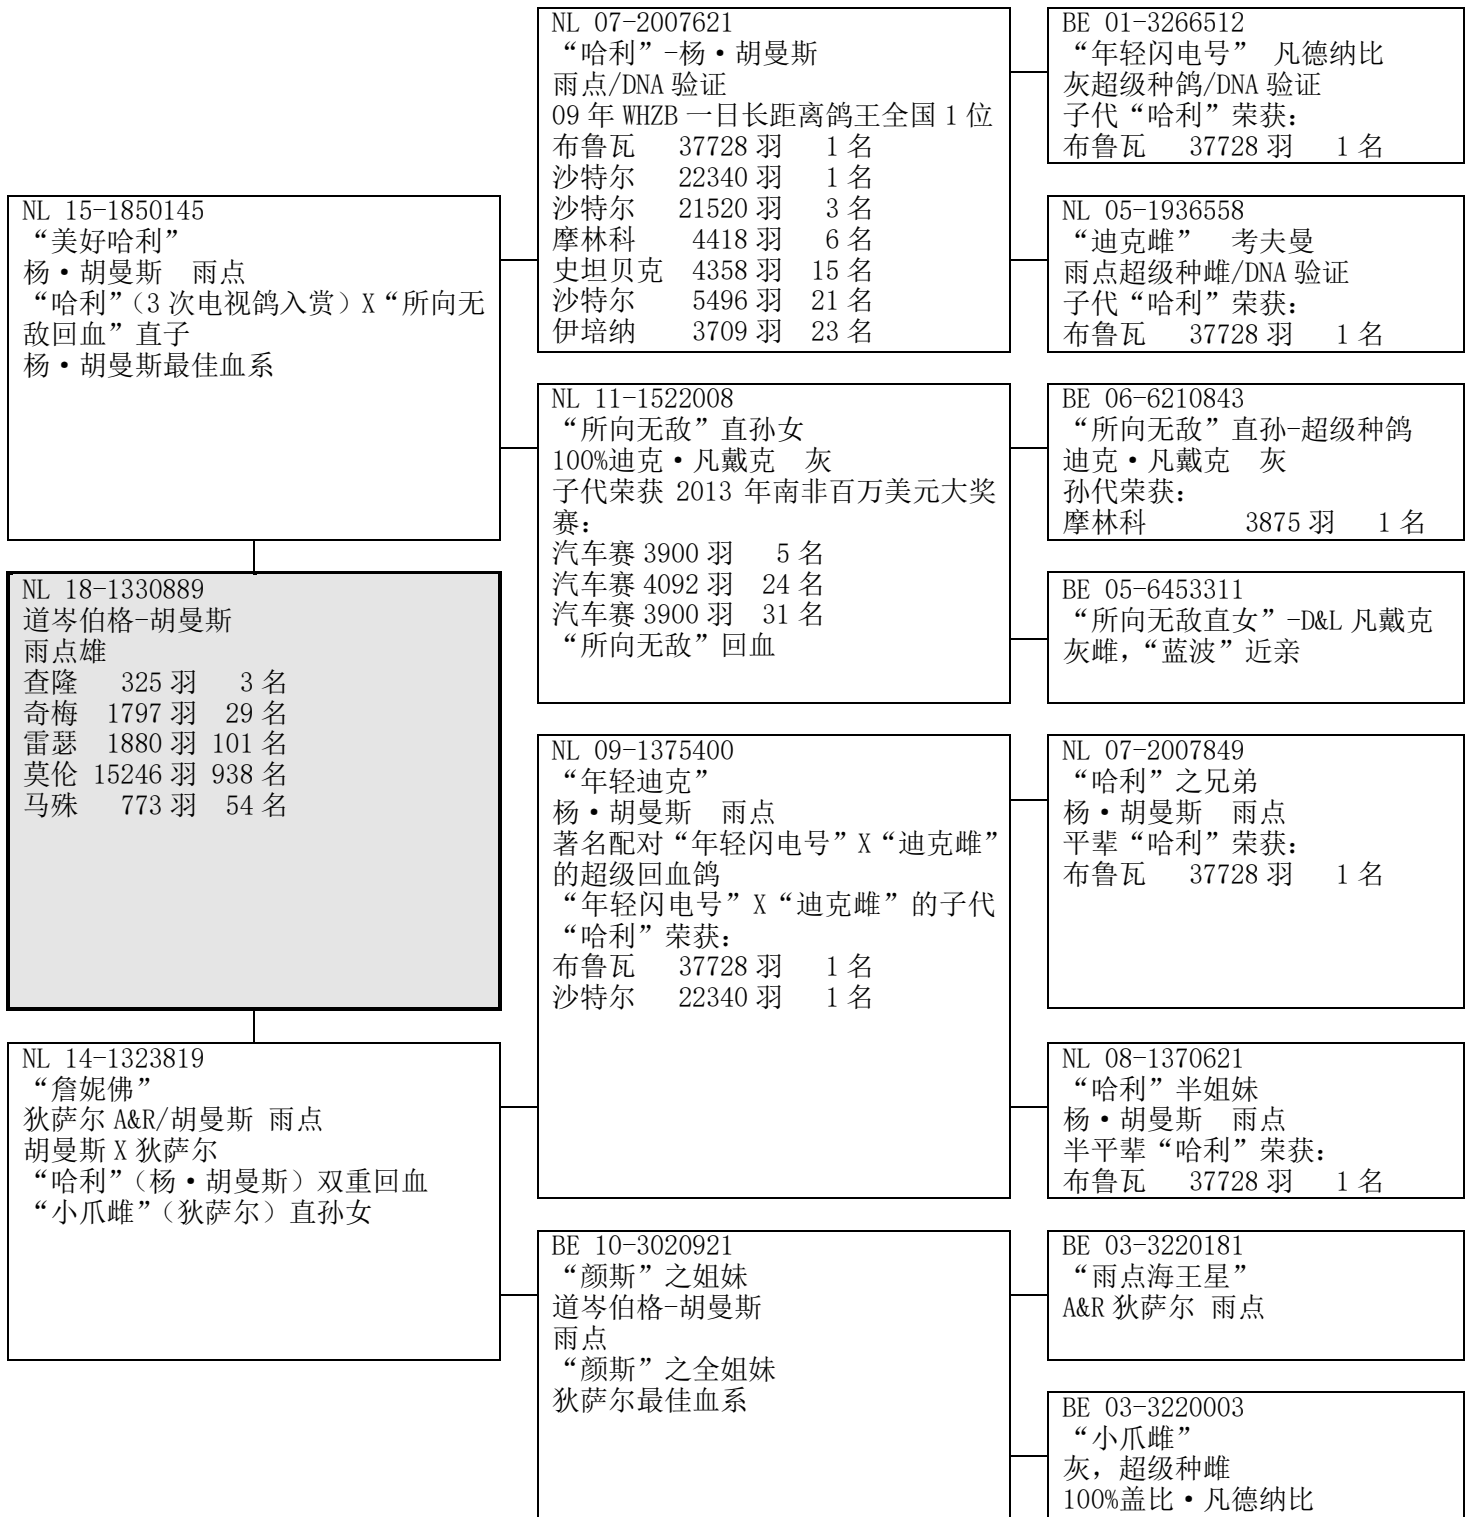 NL 15-1850145
“美好哈利”
杨·胡曼斯 雨点
“哈利”（3 次电视鸽入赏）X“所向无
敌回血”直子
杨·胡曼斯最佳血系
NL 18-1330889
道岑伯格-胡曼斯
雨点雄
查隆 325 羽 3 名
奇梅 1797 羽 29 名
雷瑟 1880 羽 101 名
莫伦 15246 羽 938 名
马殊 773 羽 54 名
NL 14-1323819
“詹妮佛”
狄萨尔 A&R/胡曼斯 雨点
胡曼斯 X 狄萨尔
“哈利”（杨·胡曼斯）双重回血
“小爪雌”（狄萨尔）直孙女
NL 07-2007621
“哈利”-杨·胡曼斯
雨点/DNA 验证
09 年 WHZB 一日长距离鸽王全国 1 位
布鲁瓦 37728 羽 1 名
沙特尔 22340 羽 1 名
沙特尔 21520 羽 3 名
摩林科 4418 羽 6 名
史坦贝克 4358 羽 15 名
沙特尔 5496 羽 21 名
伊培纳 3709 羽 23 名
NL 11-1522008
“所向无敌”直孙女
100%迪克·凡戴克 灰
子代荣获 2013 年南非百万美元大奖
赛：
汽车赛 3900 羽 5 名
汽车赛 4092 羽 24 名
汽车赛 3900 羽 31 名
“所向无敌”回血
NL 09-1375400
“年轻迪克”
杨·胡曼斯 雨点
著名配对“年轻闪电号”X“迪克雌”
的超级回血鸽
“年轻闪电号”X“迪克雌”的子代
“哈利”荣获：
布鲁瓦 37728 羽 1 名
沙特尔 22340 羽 1 名
BE 10-3020921
“颜斯”之姐妹
道岑伯格-胡曼斯
雨点
“颜斯”之全姐妹
狄萨尔最佳血系
BE 01-3266512
“年轻闪电号” 凡德纳比
灰超级种鸽/DNA 验证
子代“哈利”荣获：
布鲁瓦 37728 羽 1 名
NL 05-1936558
“迪克雌” 考夫曼
雨点超级种雌/DNA 验证
子代“哈利”荣获：
布鲁瓦 37728 羽 1 名
BE 06-6210843
“所向无敌”直孙-超级种鸽
迪克·凡戴克 灰
孙代荣获：
摩林科 3875 羽 1 名
BE 05-6453311
“所向无敌直女”-D&L 凡戴克
灰雌，“蓝波”近亲
NL 07-2007849
“哈利”之兄弟
杨·胡曼斯 雨点
平辈“哈利”荣获：
布鲁瓦 37728 羽 1 名
NL 08-1370621
“哈利”半姐妹
杨·胡曼斯 雨点
半平辈“哈利”荣获：
布鲁瓦 37728 羽 1 名
BE 03-3220181
“雨点海王星”
A&R 狄萨尔 雨点
BE 03-3220003
“小爪雌”
灰，超级种雌
100%盖比·凡德纳比